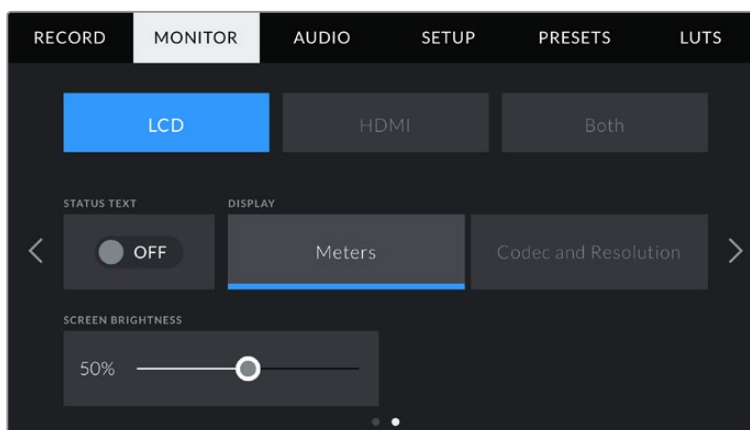 RECORD MONITOR AUDIO SETUP PRESETS LUTS
LCD HDMI Both
STATUS TEXT DISPLAY
OFF Meters Codec and Resolution
SCREEN BRIGHTNESS
50%